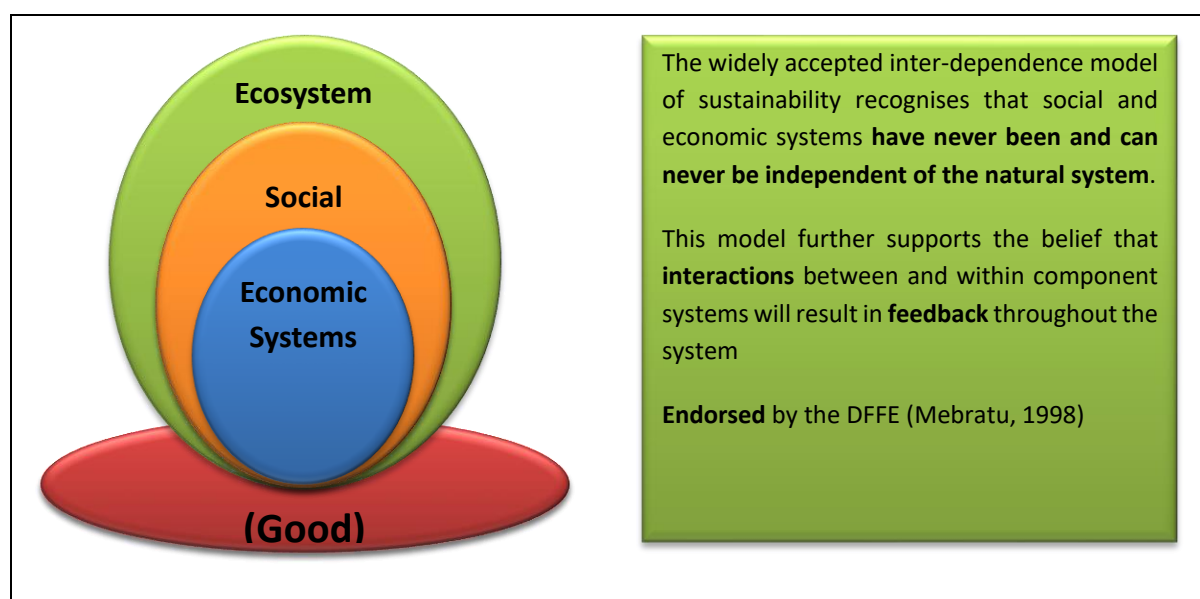 Ecosystem
Social
Economic
Systems
(Good)
The widely accepted inter-dependence model
of sustainability recognises that social and
economic systems have never been and can
never be independent of the natural system.
This model further supports the belief that
interactions between and within component
systems will result in feedback throughout the
system
Endorsed by the DFFE (Mebratu, 1998)